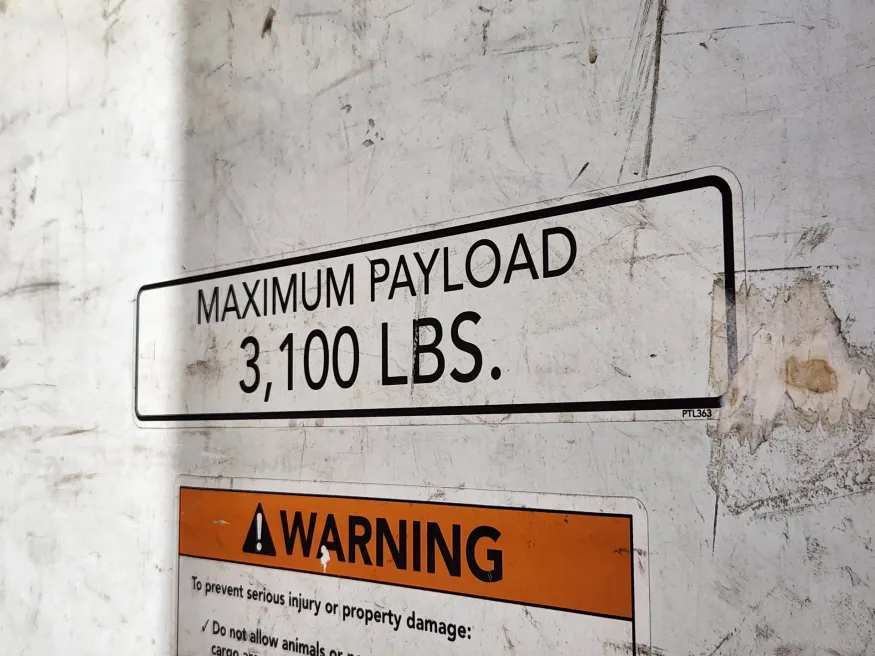 MAXIMUM PAYLOAD
3,100 LBS.
PTL363
WARNING
To prevent serious injury or property damage:
✓ Do not allow animals or
cargo